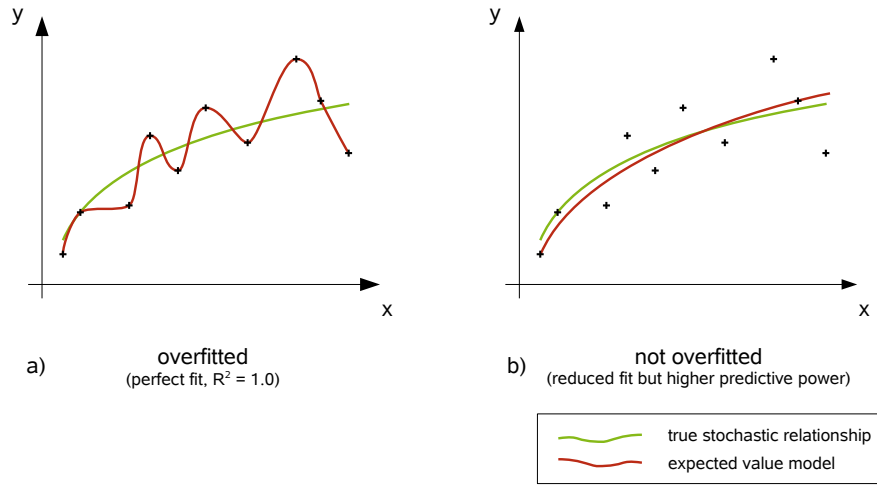 y
x
a)
overfitted
(perfect fit, R² = 1.0)
y
x
b)
not overfitted
(reduced fit but higher predictive power)
true stochastic relationship
expected value model